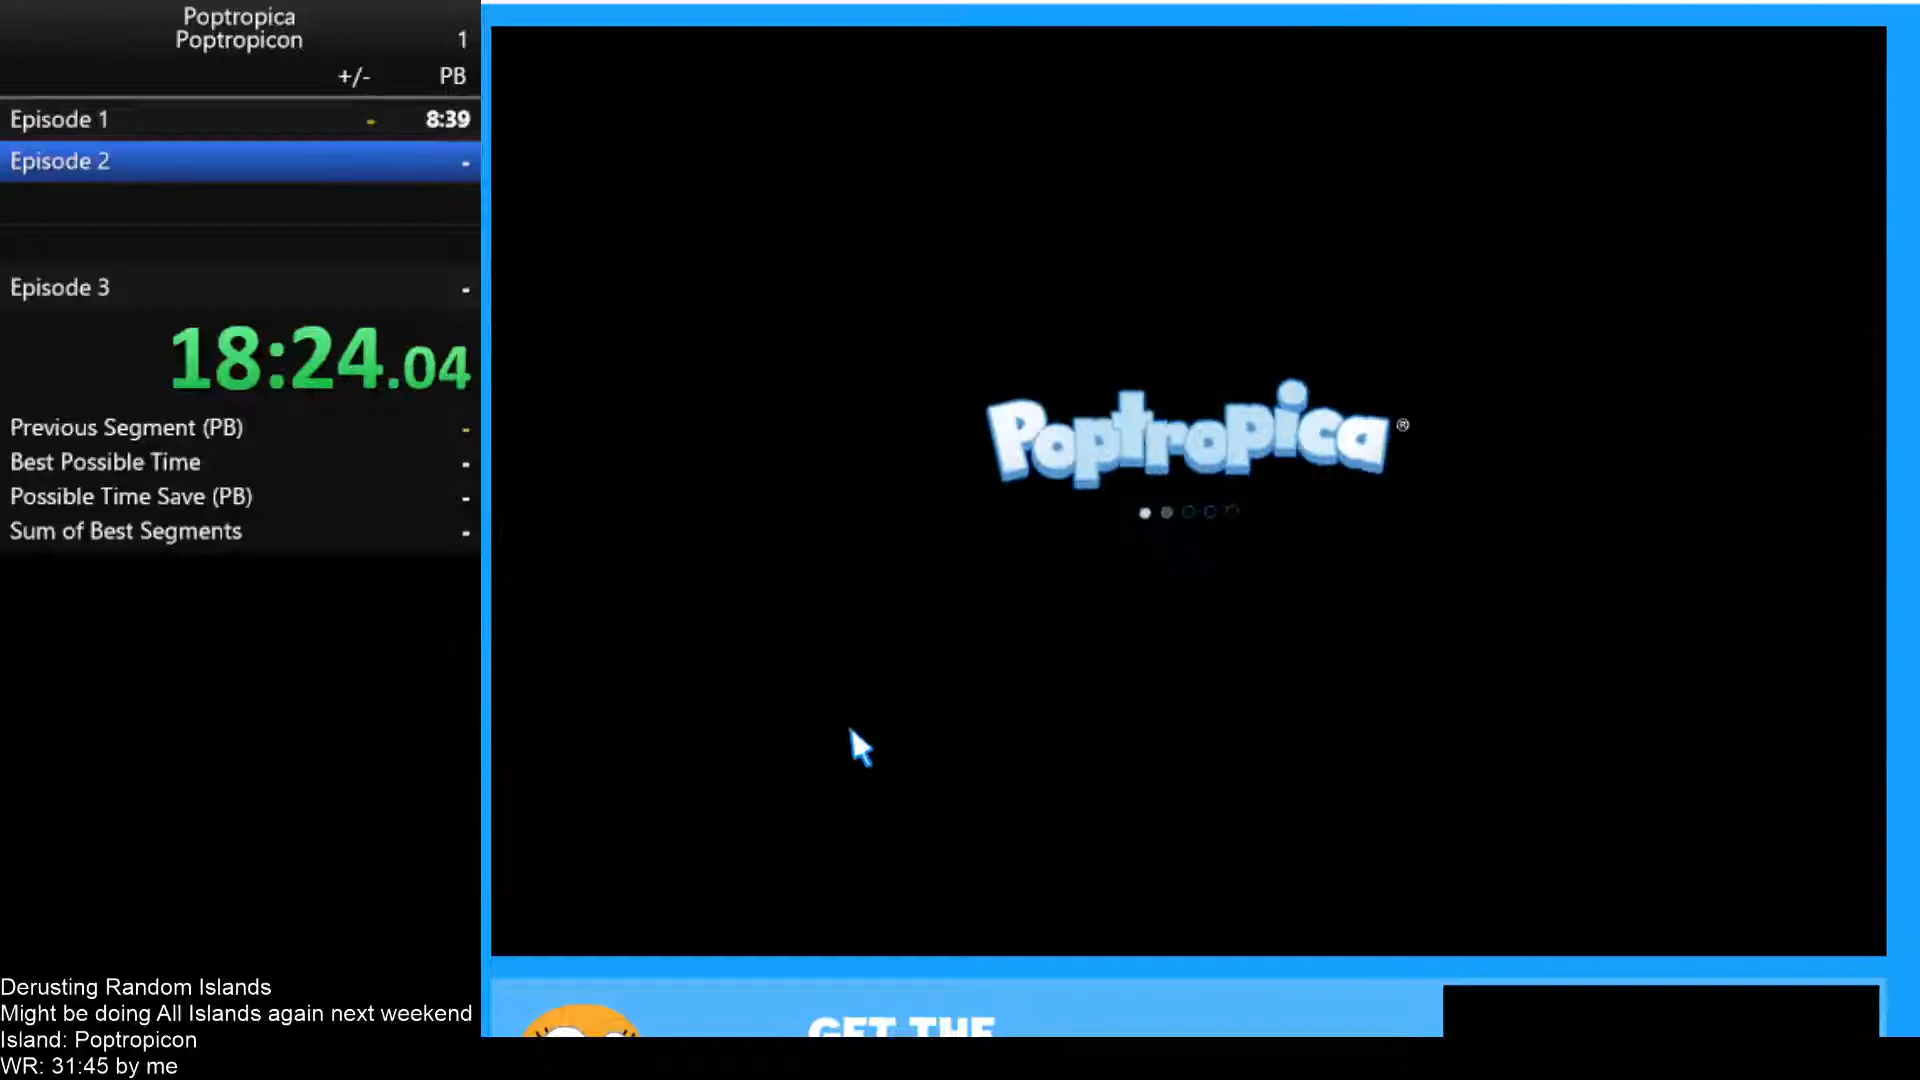 Poptropica
Poptropicon 1
+/- PB
Episode 1 - 8:39
Episode 2 -
Episode 3 -
18:24.04
Previous Segment (PB) -
Best Possible Time -
Possible Time Save (PB) -
Sum of Best Segments -
Derusting Random Islands
Might be doing All Islands again next weekend
Island: Poptropicon
WR: 31:45 by me
Poptropica®
GET THE